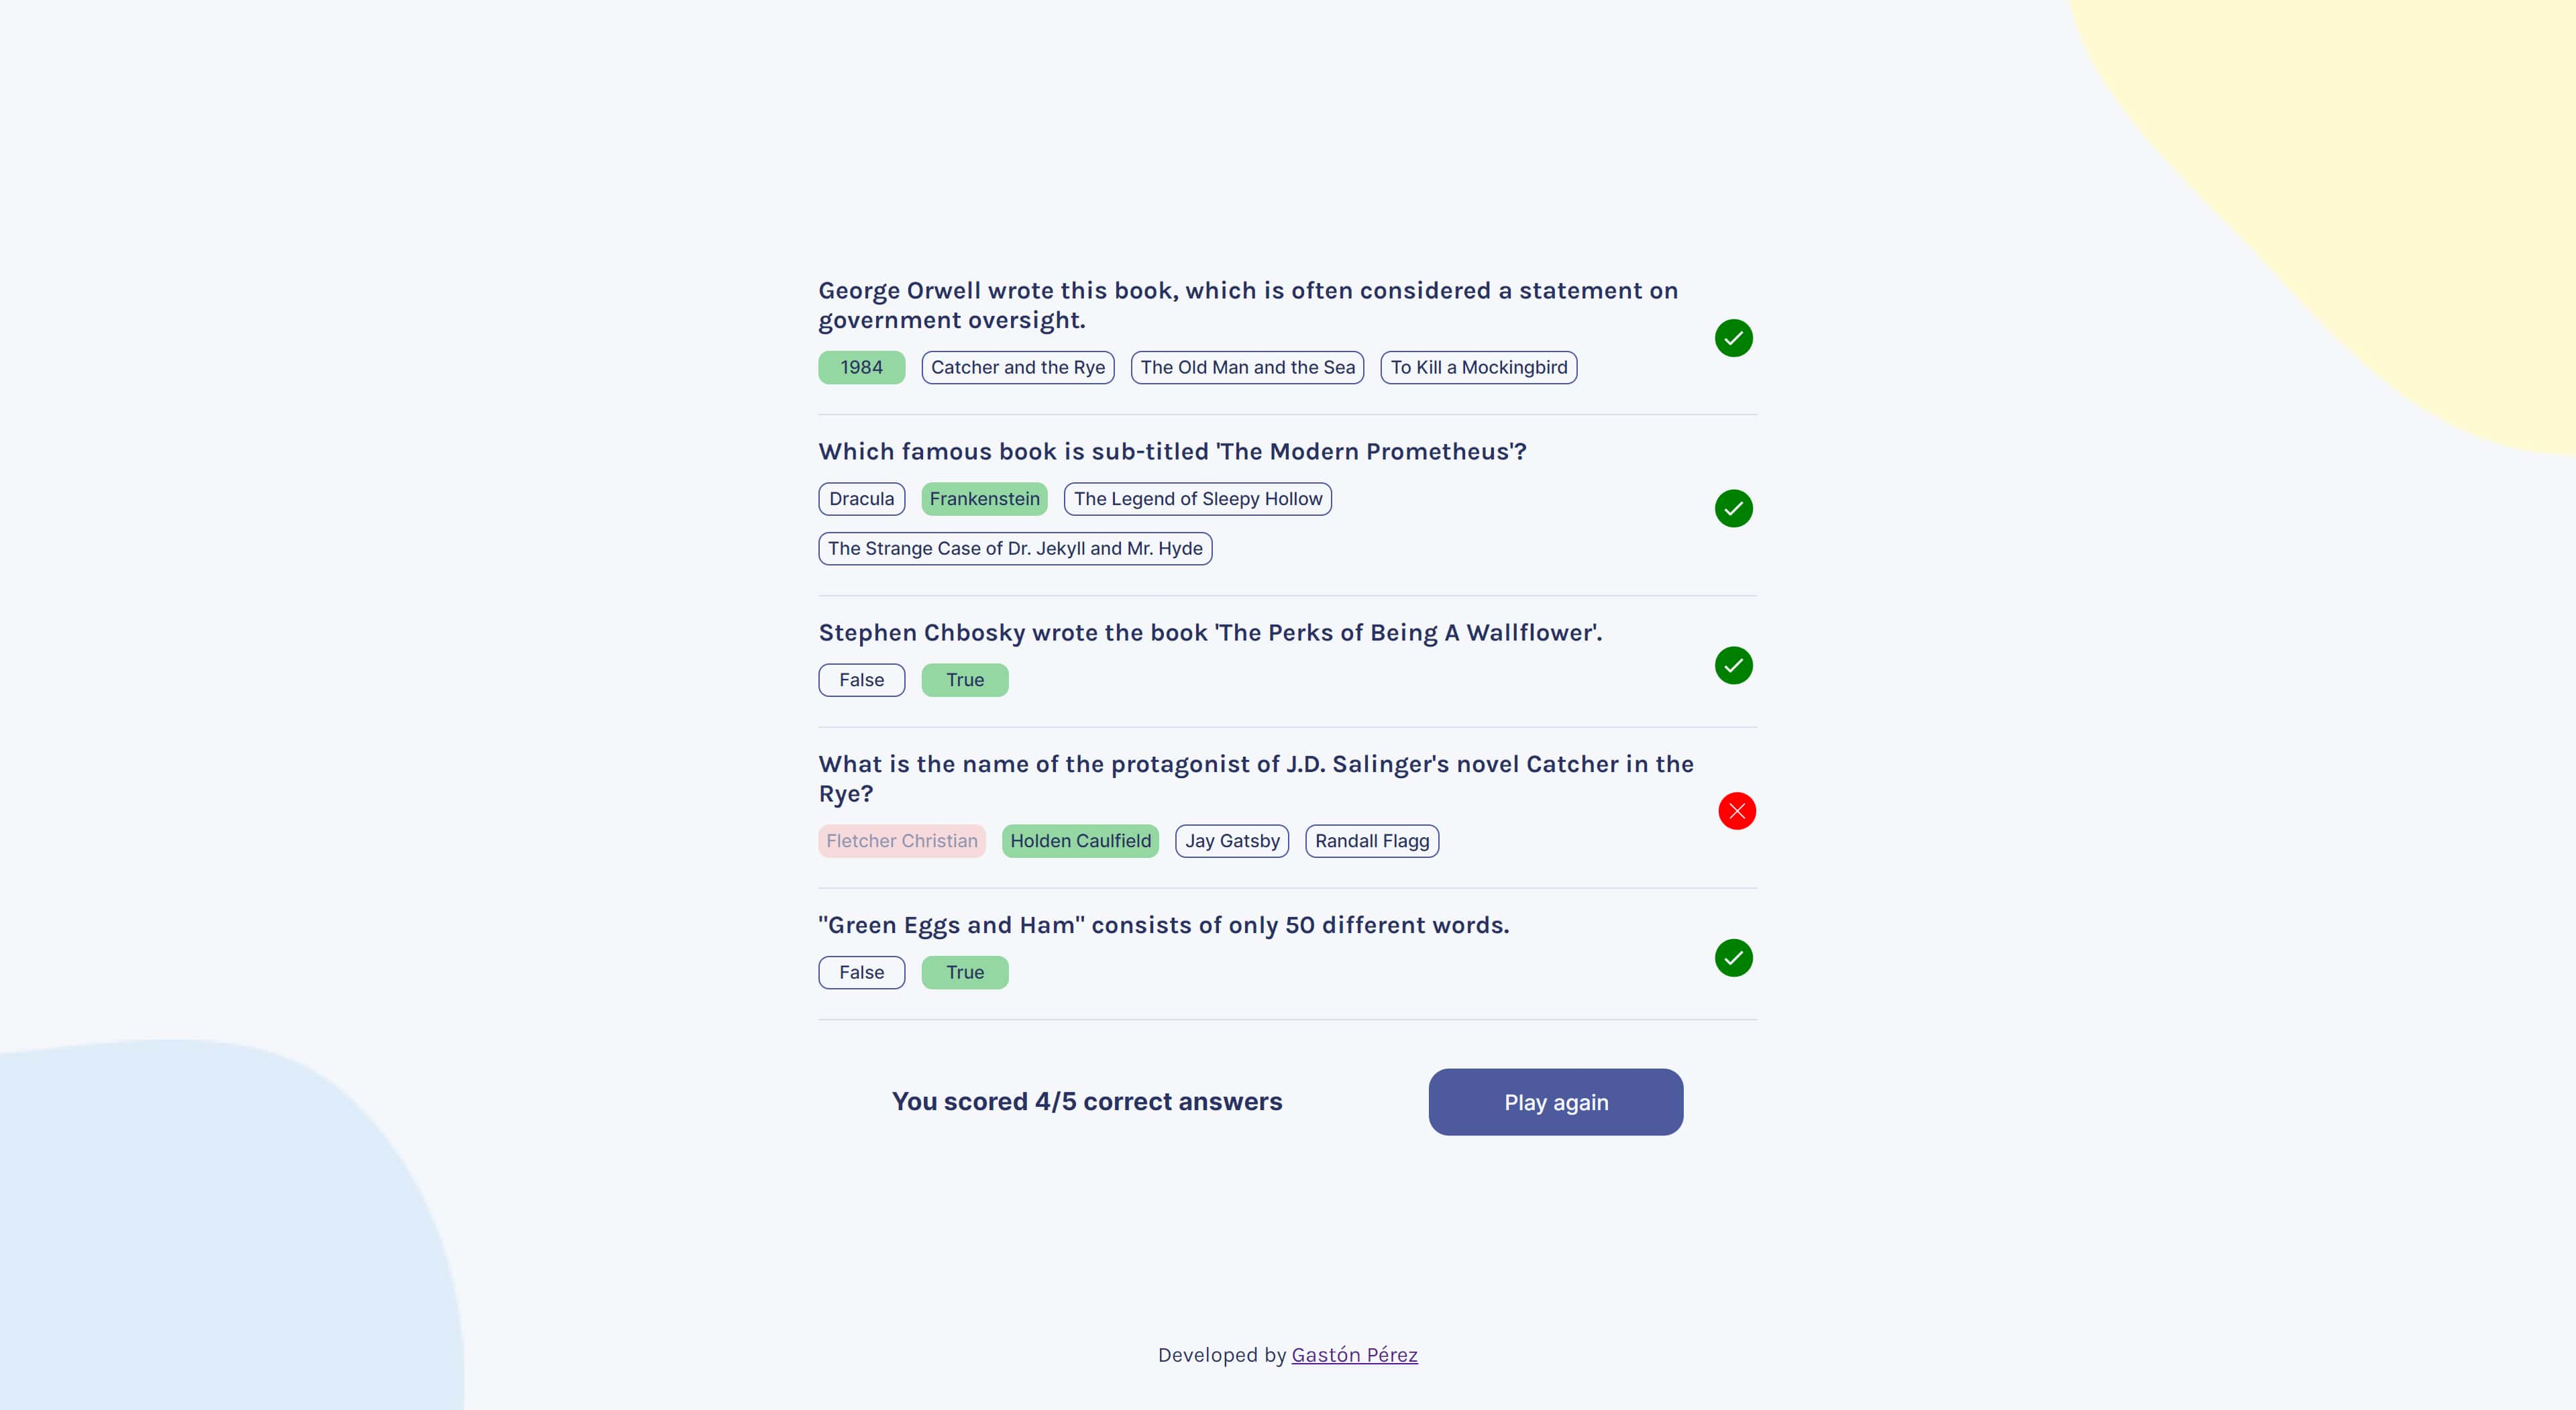 George Orwell wrote this book, which is often considered a statement on
government oversight.
1984 Catcher and the Rye The Old Man and the Sea To Kill a Mockingbird
Which famous book is sub-titled 'The Modern Prometheus'?
Dracula Frankenstein The Legend of Sleepy Hollow
The Strange Case of Dr. Jekyll and Mr. Hyde
Stephen Chbosky wrote the book 'The Perks of Being A Wallflower'.
False True
What is the name of the protagonist of J.D. Salinger's novel Catcher in the
Rye?
Fletcher Christian Holden Caulfield Jay Gatsby Randall Flagg
"Green Eggs and Ham" consists of only 50 different words.
False True
You scored 4/5 correct answers Play again
Developed by Gastón Pérez